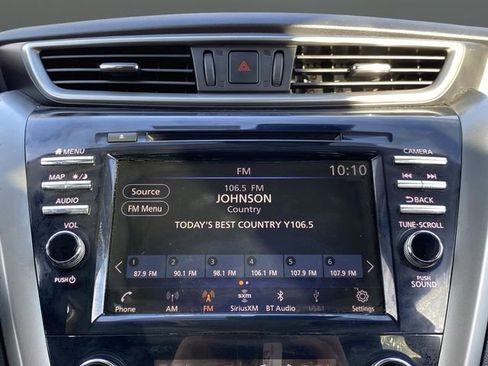 MENU
CAMERA
FM
10:10
MAP
Source
106.5 FM
JOHNSON
Country
AUDIO
FM Menu
BACK
TODAY'S BEST COUNTRY Y106.5
VOL
TUNE-SCROLL
1 2 3 4 5 6
87.9 FM 90.1 FM 98.1 FM 106.1 FM 107.9 FM 107.9 FM
PUSH
PUSH
SOUND
sxm
Phone AM FM SiriusXM BT Audio USB1 Settings